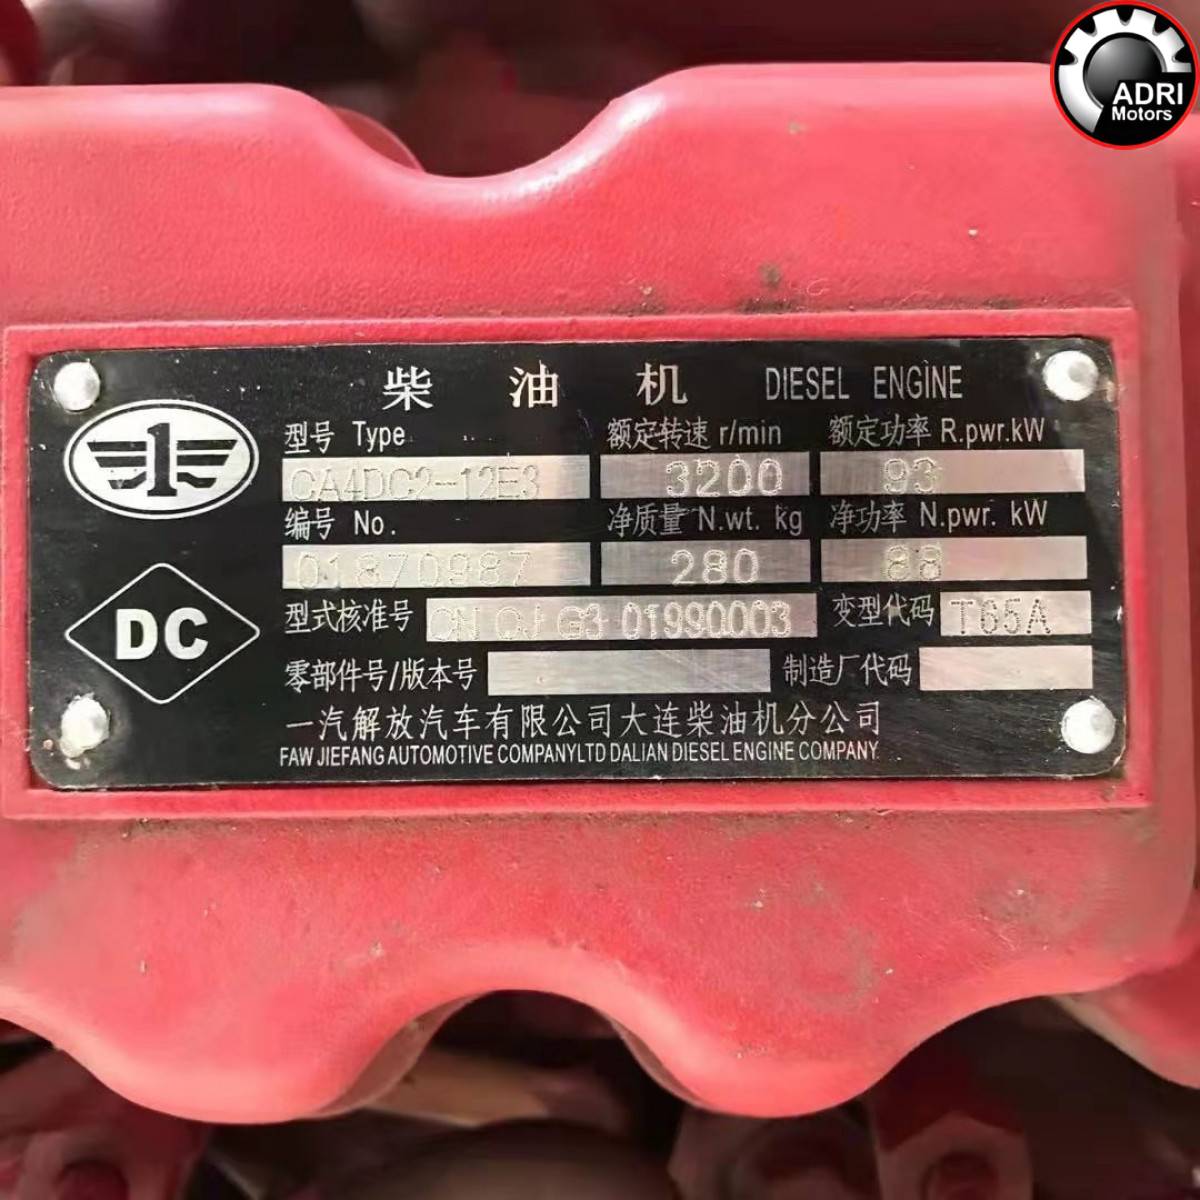 ADRI
Motors
柴油机 DIESEL ENGINE
型号 Type 额定转速 r/min 额定功率 R.pwr.kW
CA4DC2-12E3 3200 93
编号 No. 净质量 N.wt. kg 净功率 N.pwr. kW
01870987 280 88
型式核准号 CN QJ G3 01990003 变型代码 T65A
零部件号/版本号 制造厂代码
一汽解放汽车有限公司大连柴油机分公司
FAW JIEFANG AUTOMOTIVE COMPANYLTD DALIAN DIESEL ENGINE COMPANY
1
DC